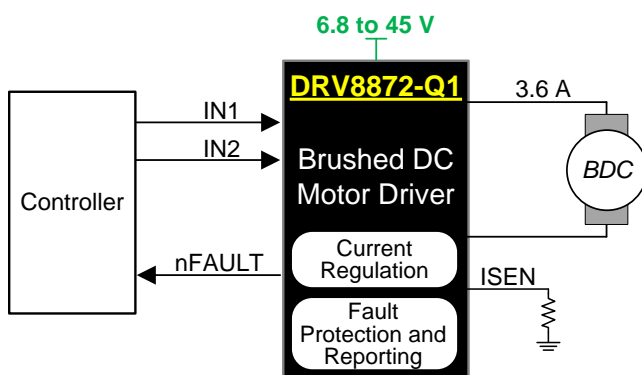 6.8 to 45 V
DRV8872-Q1
3.6 A
IN1
IN2
Brushed DC
Motor Driver
BDC
Controller
nFAULT
Current
Regulation
ISEN
Fault
Protection and
Reporting